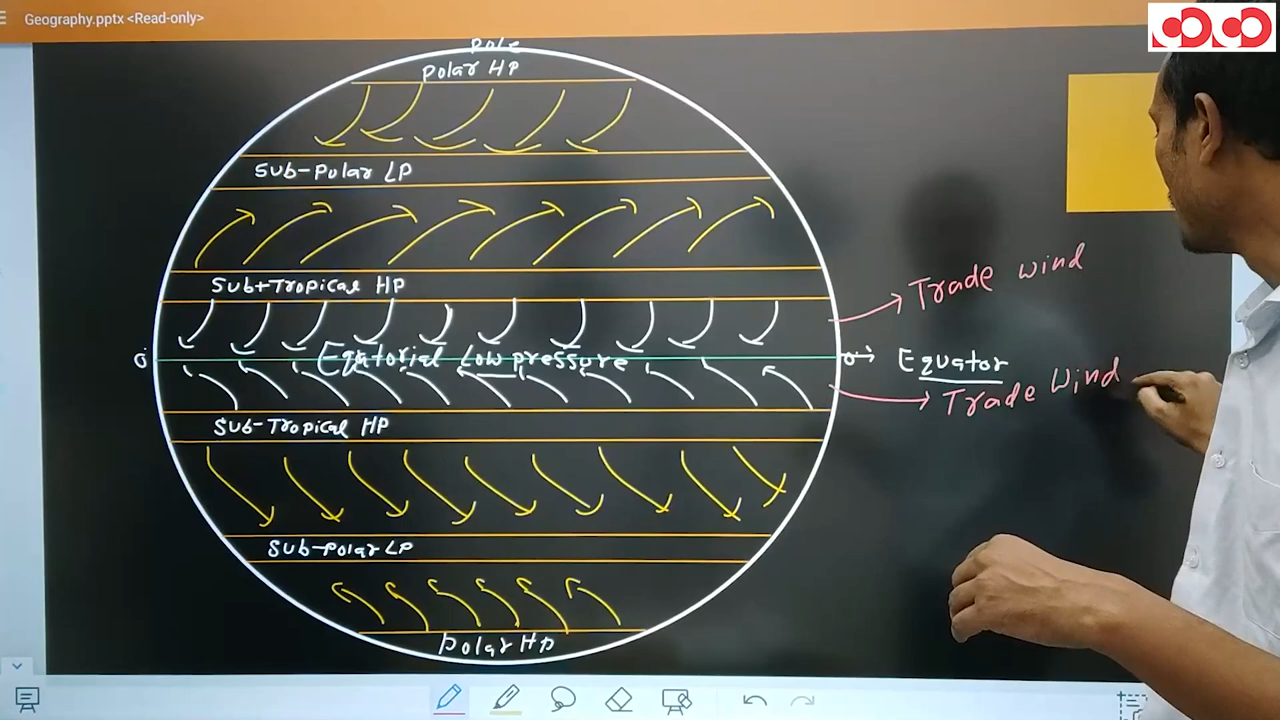 Geography.pptx <Read-only>
Pole
Polar HP
Sub-Polar LP
Sub-Tropical HP
Trade wind
Equatorial Low pressure
0°
0° → Equator
Trade Wind
Sub-Tropical HP
Sub-Polar LP
Polar HP